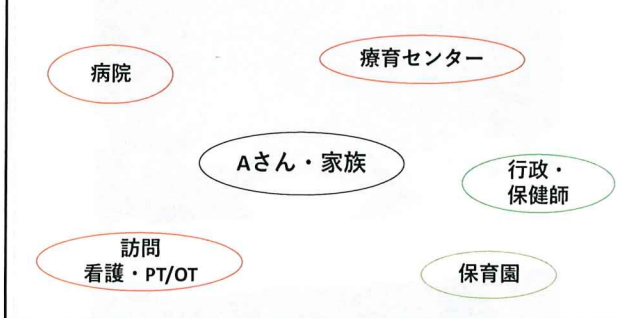 病院
療育センター
Aさん・家族
行政・
保健師
訪問
看護・PT/OT
保育園